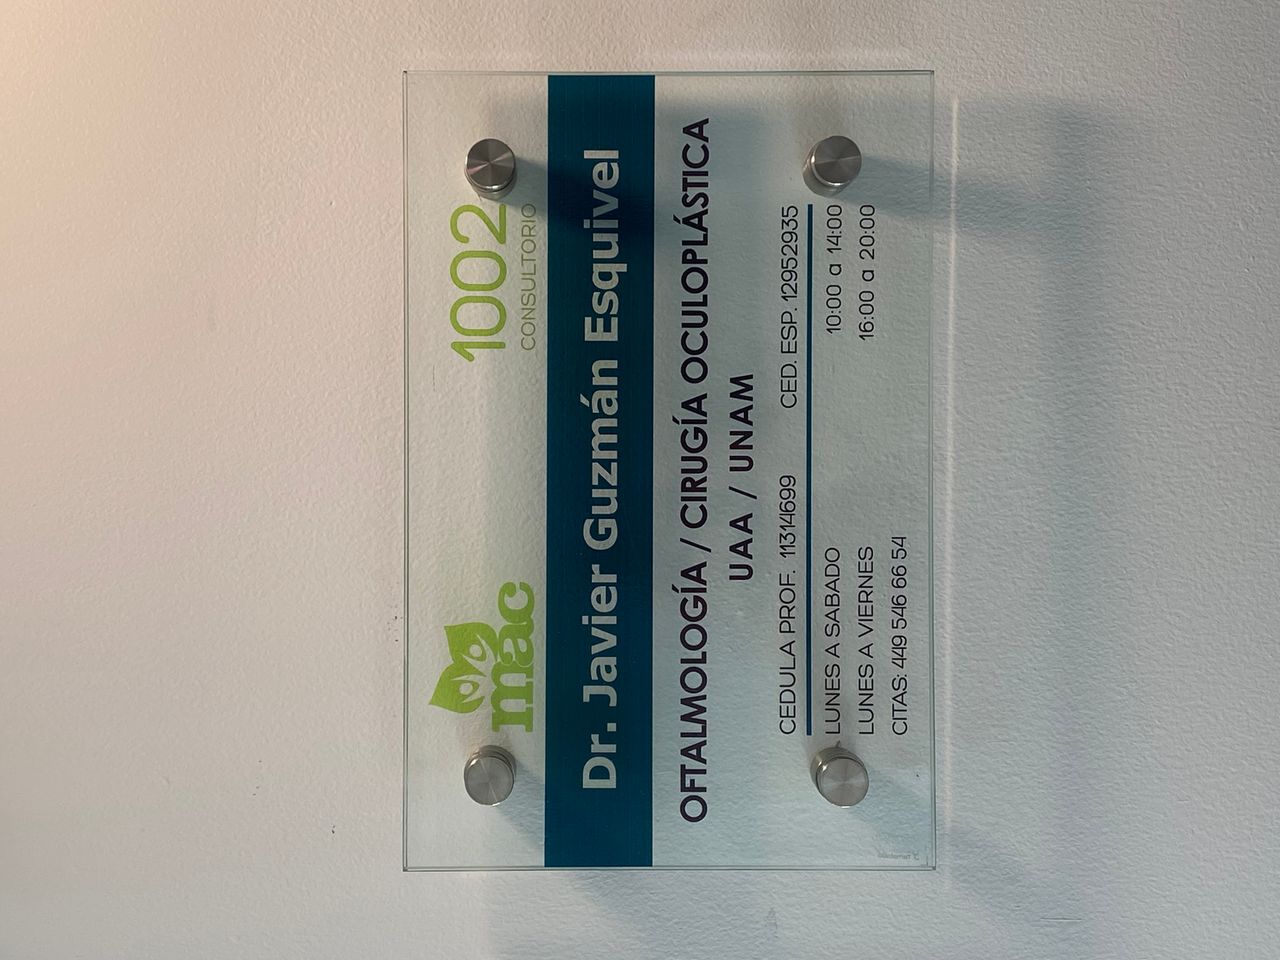 mac
1002
CONSULTORIO
Dr. Javier Guzmán Esquivel
OFTALMOLOGÍA / CIRUGÍA OCULOPLÁSTICA
UAA / UNAM
CEDULA PROF. 11314699 CED. ESP. 12952935
LUNES A SABADO 10:00 a 14:00
LUNES A VIERNES 16:00 a 20:00
CITAS: 449 546 66 54